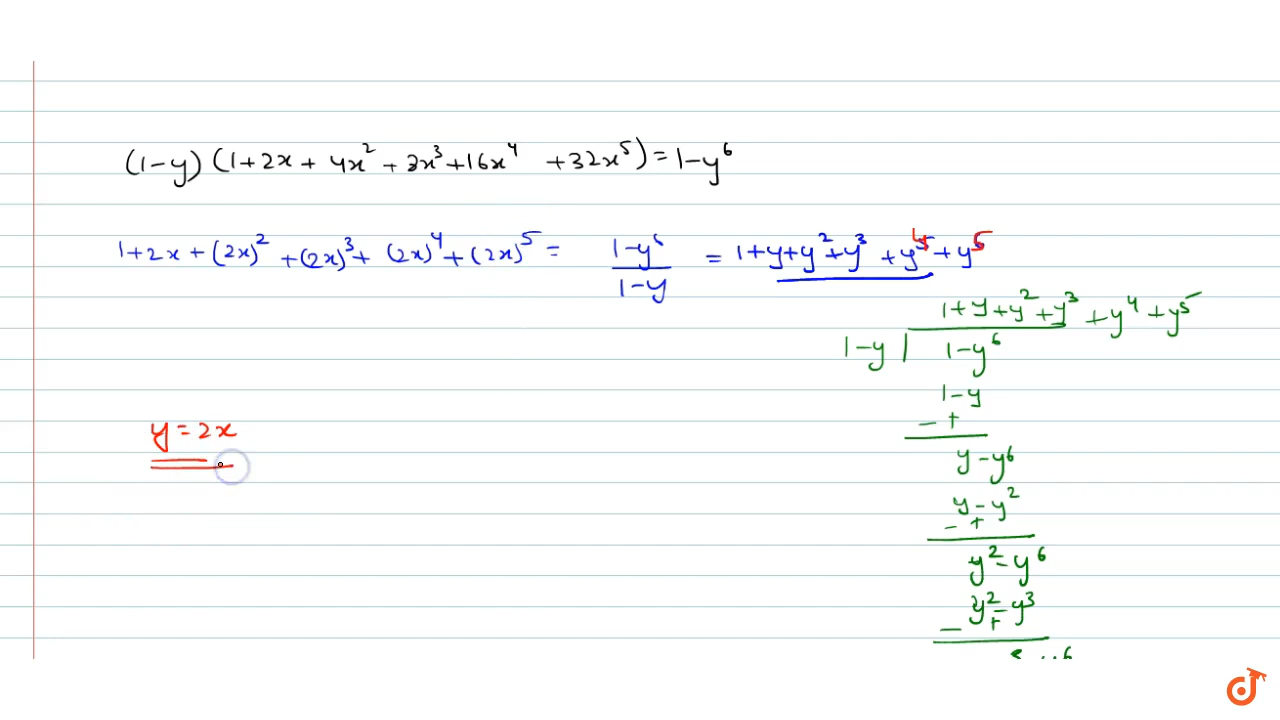 (1-y) (1+2x+ 4x² +3x³+16x⁴ +32x⁵) = 1-y⁶
1+2x+(2x)² +(2x)³+ (2x)⁴+(2x)⁵ = (1-y⁶)/(1-y) = 1+y+y²+y³ +y⁴ +y⁵
1+y+y²+y³ +y⁴ +y⁵
1-y | 1-y⁶
1-y
- +
y = 2x
y-y⁶
y-y²
- +
y²-y⁶
y²-y³
- +